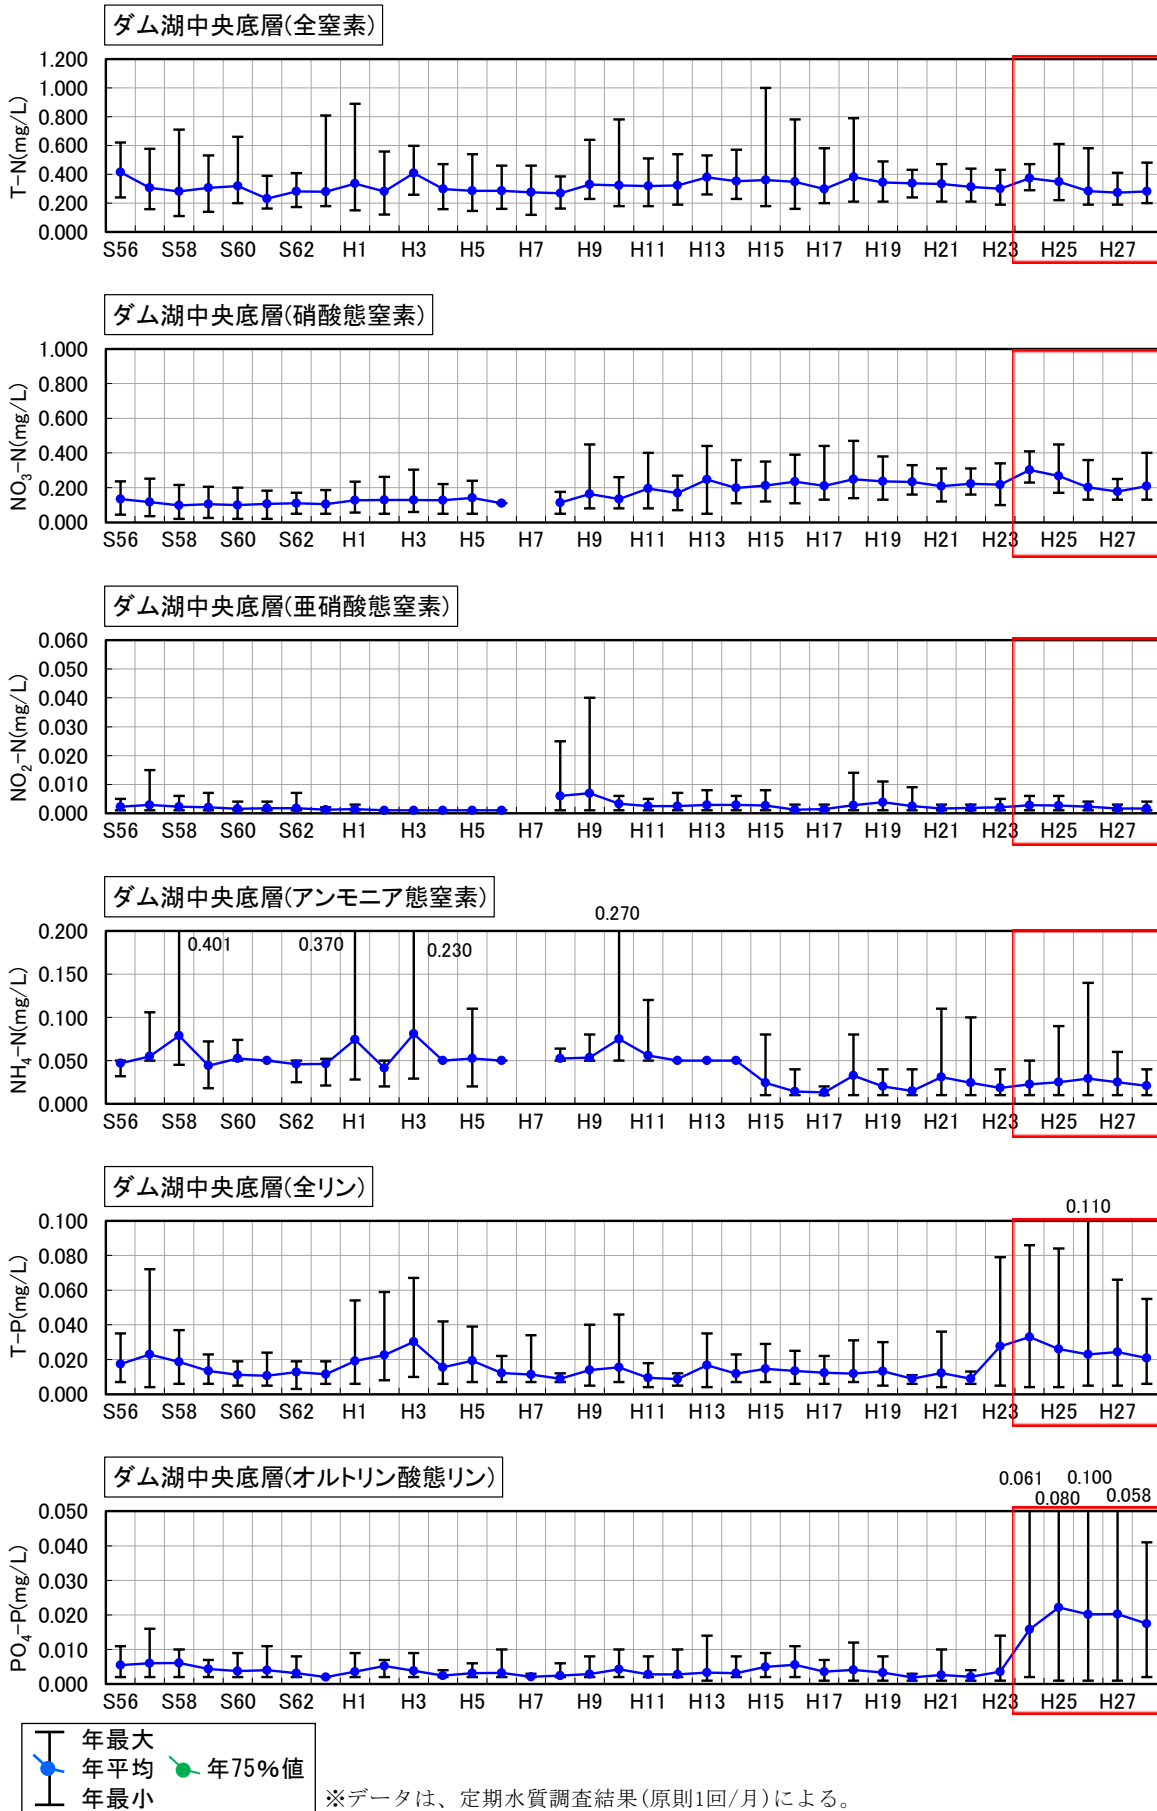 ダム湖中央底層(全窒素)
T-N(mg/L)
1.200
1.000
0.800
0.600
0.400
0.200
0.000
S56 S58 S60 S62 H1 H3 H5 H7 H9 H11 H13 H15 H17 H19 H21 H23 H25 H27
ダム湖中央底層(硝酸態窒素)
NO3-N(mg/L)
1.000
0.800
0.600
0.400
0.200
0.000
S56 S58 S60 S62 H1 H3 H5 H7 H9 H11 H13 H15 H17 H19 H21 H23 H25 H27
ダム湖中央底層(亜硝酸態窒素)
NO2-N(mg/L)
0.060
0.050
0.040
0.030
0.020
0.010
0.000
S56 S58 S60 S62 H1 H3 H5 H7 H9 H11 H13 H15 H17 H19 H21 H23 H25 H27
ダム湖中央底層(アンモニア態窒素)
NH4-N(mg/L)
0.270
0.401 0.370 0.230
0.200
0.150
0.100
0.050
0.000
S56 S58 S60 S62 H1 H3 H5 H7 H9 H11 H13 H15 H17 H19 H21 H23 H25 H27
ダム湖中央底層(全リン)
T-P(mg/L)
0.110
0.100
0.080
0.060
0.040
0.020
0.000
S56 S58 S60 S62 H1 H3 H5 H7 H9 H11 H13 H15 H17 H19 H21 H23 H25 H27
ダム湖中央底層(オルトリン酸態リン)
PO4-P(mg/L)
0.061 0.100
0.080 0.058
0.050
0.040
0.030
0.020
0.010
0.000
S56 S58 S60 S62 H1 H3 H5 H7 H9 H11 H13 H15 H17 H19 H21 H23 H25 H27
年最大
年平均 年75%値
年最小
※データは、定期水質調査結果(原則1回/月)による。